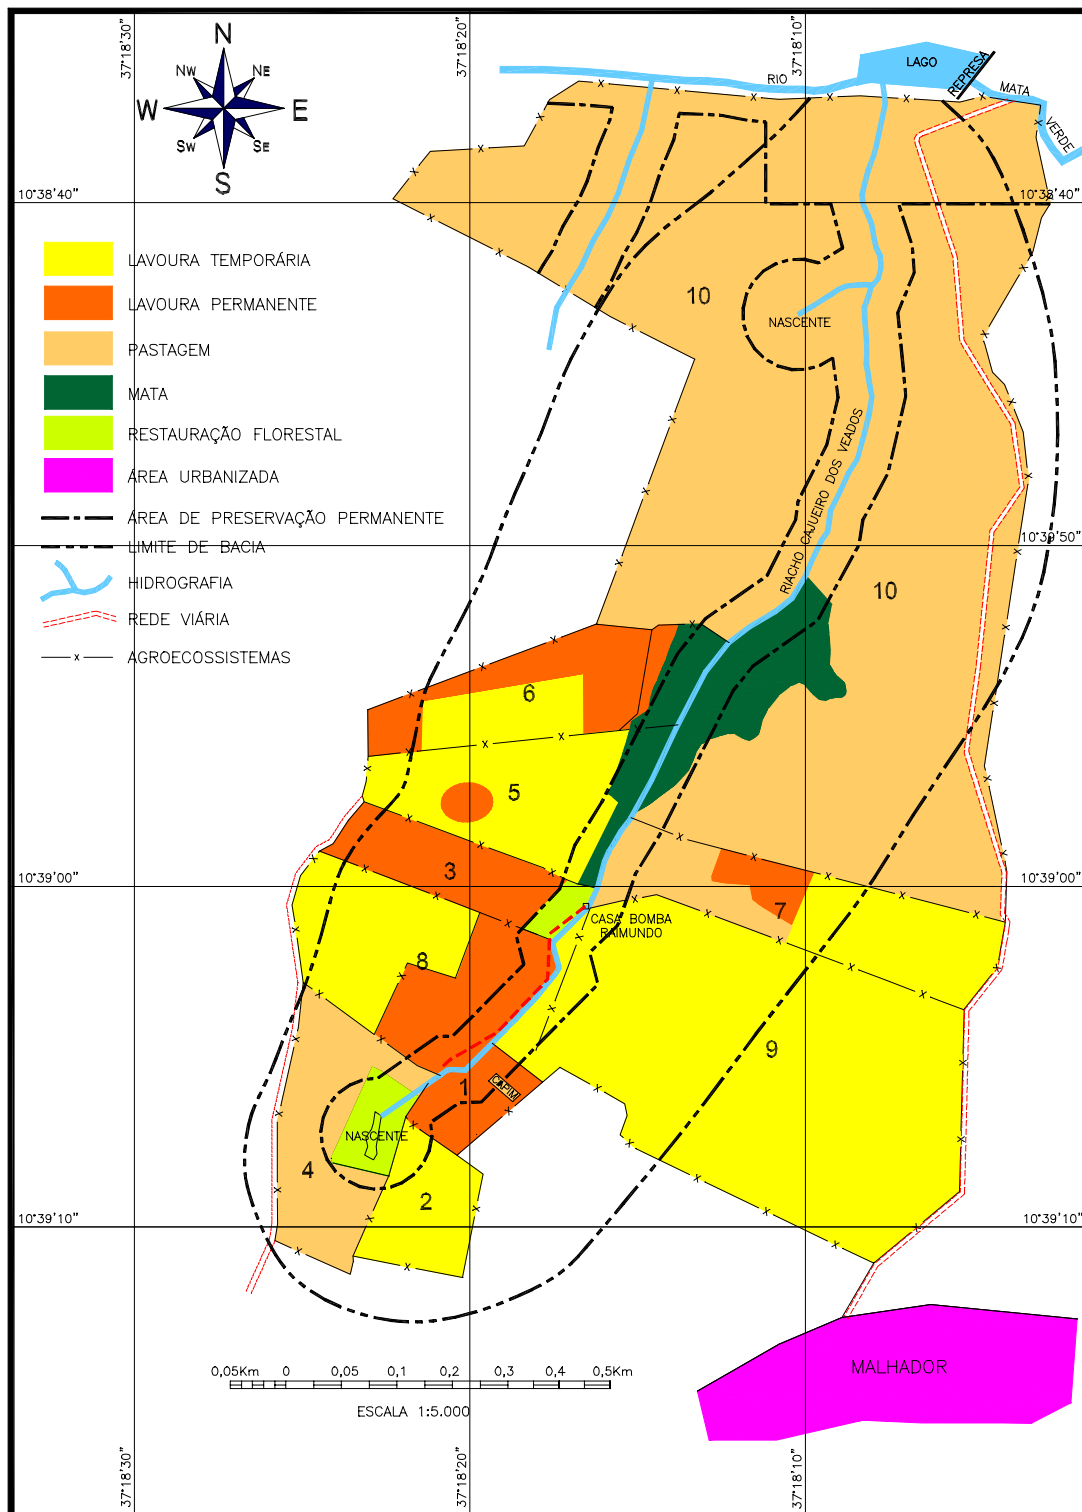 37°18'30"
37°18'20"
37°18'10"
N
NW
NE
W
E
SW
SE
S
LAGO
REPRESA
RIO
MATA
VERDE
10°38'40"
10°38'40"
LAVOURA TEMPORÁRIA
LAVOURA PERMANENTE
PASTAGEM
MATA
RESTAURAÇÃO FLORESTAL
ÁREA URBANIZADA
ÁREA DE PRESERVAÇÃO PERMANENTE
LIMITE DE BACIA
HIDROGRAFIA
REDE VIÁRIA
x AGROECOSSISTEMAS
10
NASCENTE
RIACHO CAJUEIRO DOS VEADOS
10°39'50"
10
6
5
3
10°39'00"
10°39'00"
7
CASA BOMBA
RAIMUNDO
8
9
1
CAPIM
NASCENTE
4
2
10°39'10"
10°39'10"
MALHADOR
0,05Km 0 0,05 0,1 0,2 0,3 0,4 0,5Km
ESCALA 1:5.000
37°18'30"
37°18'20"
37°18'10"